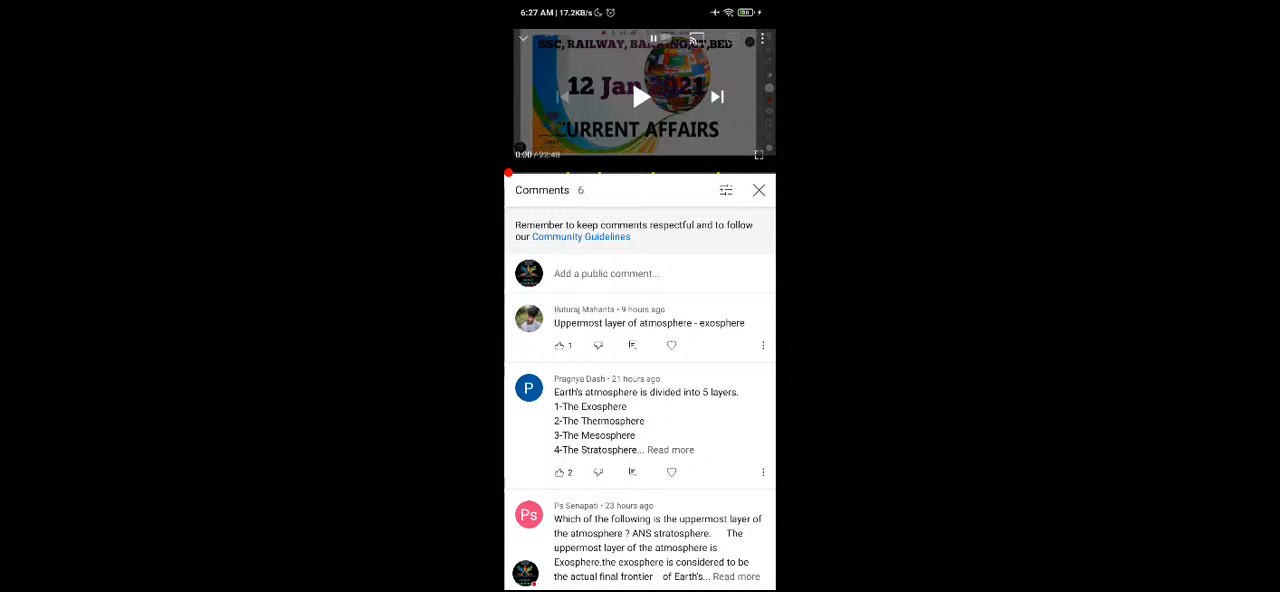 6:27 AM | 17.2KB/s
SSC, RAILWAY, BANKING,CT,BED
12 Jan 2021
CURRENT AFFAIRS
0:00 / 22:48
Comments 6
Remember to keep comments respectful and to follow
our Community Guidelines
Add a public comment...
Ruturaj Mahanta • 9 hours ago
Uppermost layer of atmosphere - exosphere
1
P
Pragnya Dash • 21 hours ago
Earth's atmosphere is divided into 5 layers.
1-The Exosphere
2-The Thermosphere
3-The Mesosphere
4-The Stratosphere... Read more
2
Ps
Ps Senapati • 23 hours ago
Which of the following is the uppermost layer of
the atmosphere ? ANS stratosphere. The
uppermost layer of the atmosphere is
Exosphere.the exosphere is considered to be
the actual final frontier of Earth's... Read more